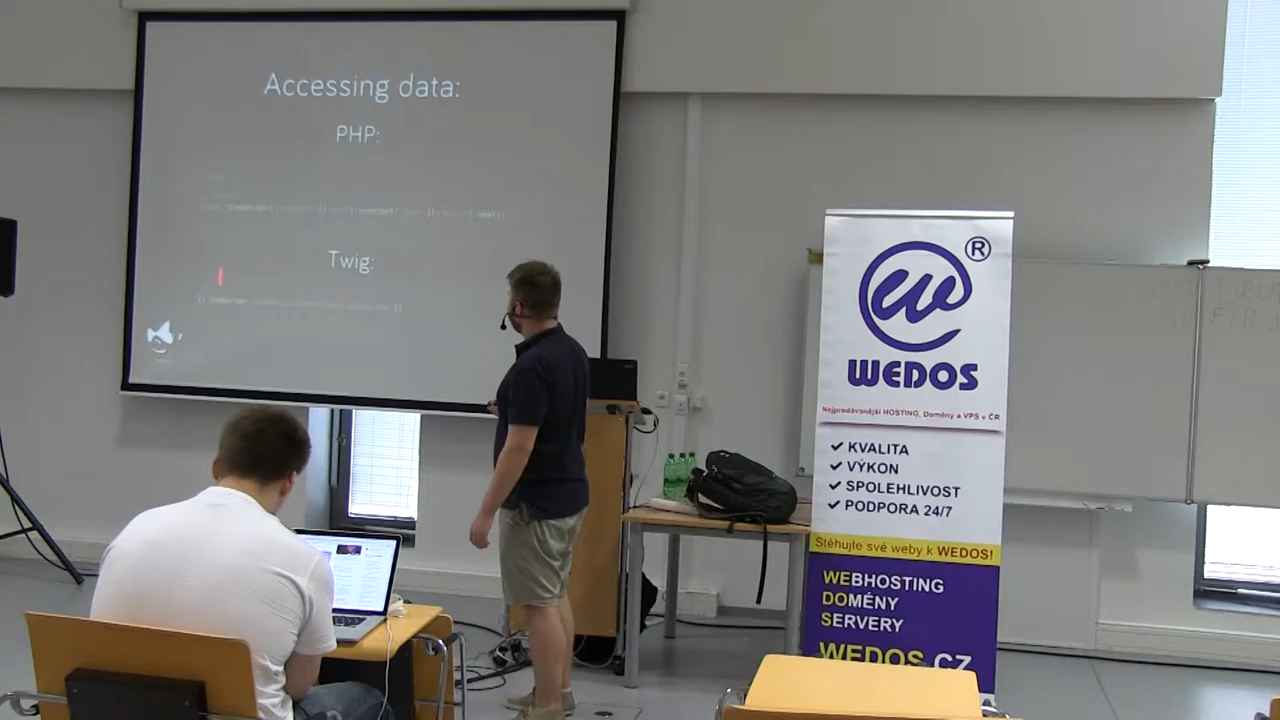 Accessing data:
PHP:
Twig:
®
WEDOS
Nejprodávanější HOSTING, Domény a VPS v ČR
KVALITA
VÝKON
SPOLEHLIVOST
PODPORA 24/7
Stěhujte své weby k WEDOS!
WEBHOSTING
DOMÉNY
SERVERY
WEDOS.CZ